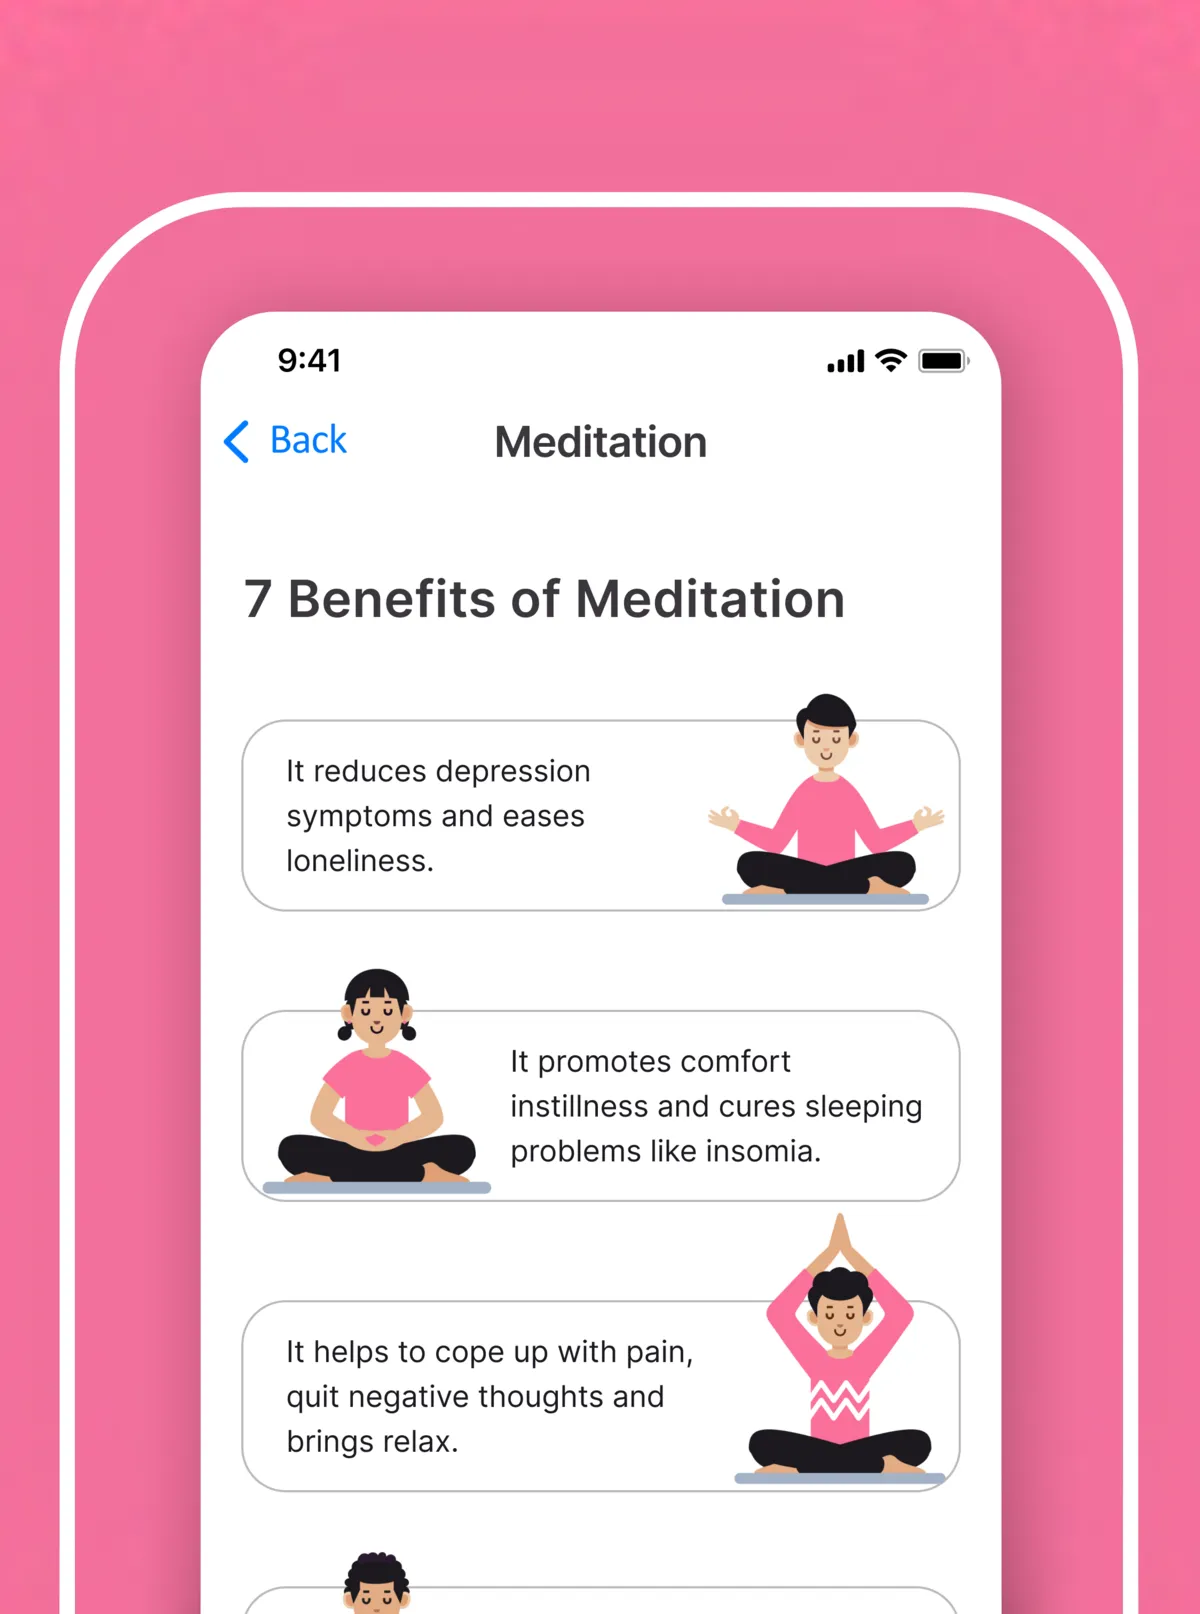 9:41
Back
Meditation
7 Benefits of Meditation
It reduces depression
symptoms and eases
loneliness.
It promotes comfort
instillness and cures sleeping
problems like insomia.
It helps to cope up with pain,
quit negative thoughts and
brings relax.